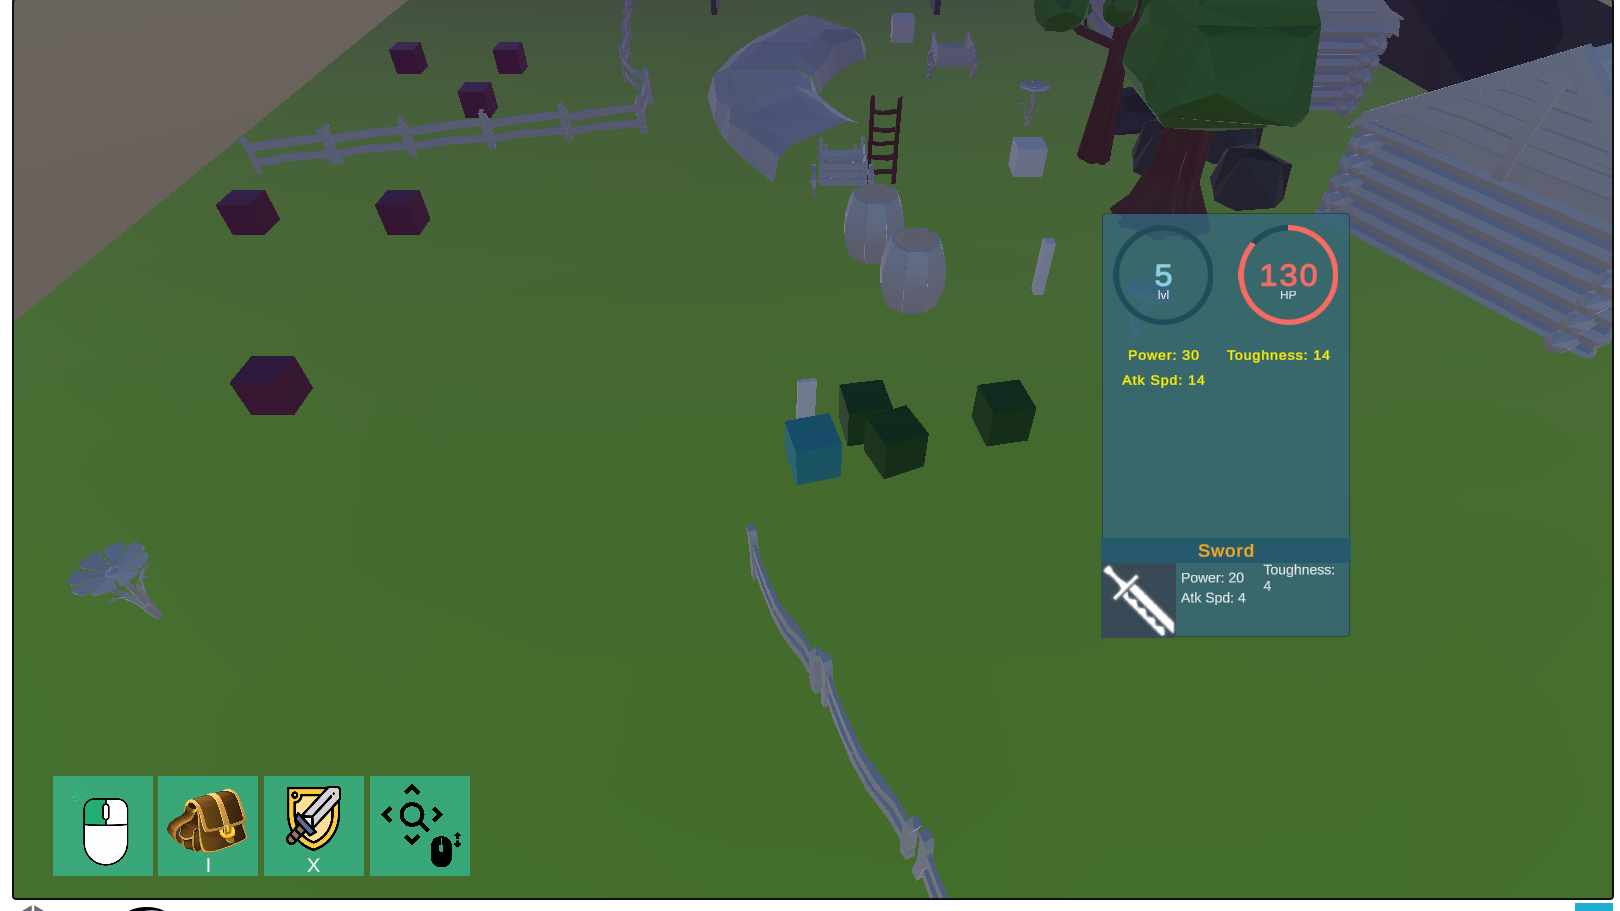 5
lvl
130
HP
Power: 30
Toughness: 14
Atk Spd: 14
Sword
Power: 20
Toughness:
4
Atk Spd: 4
I
X